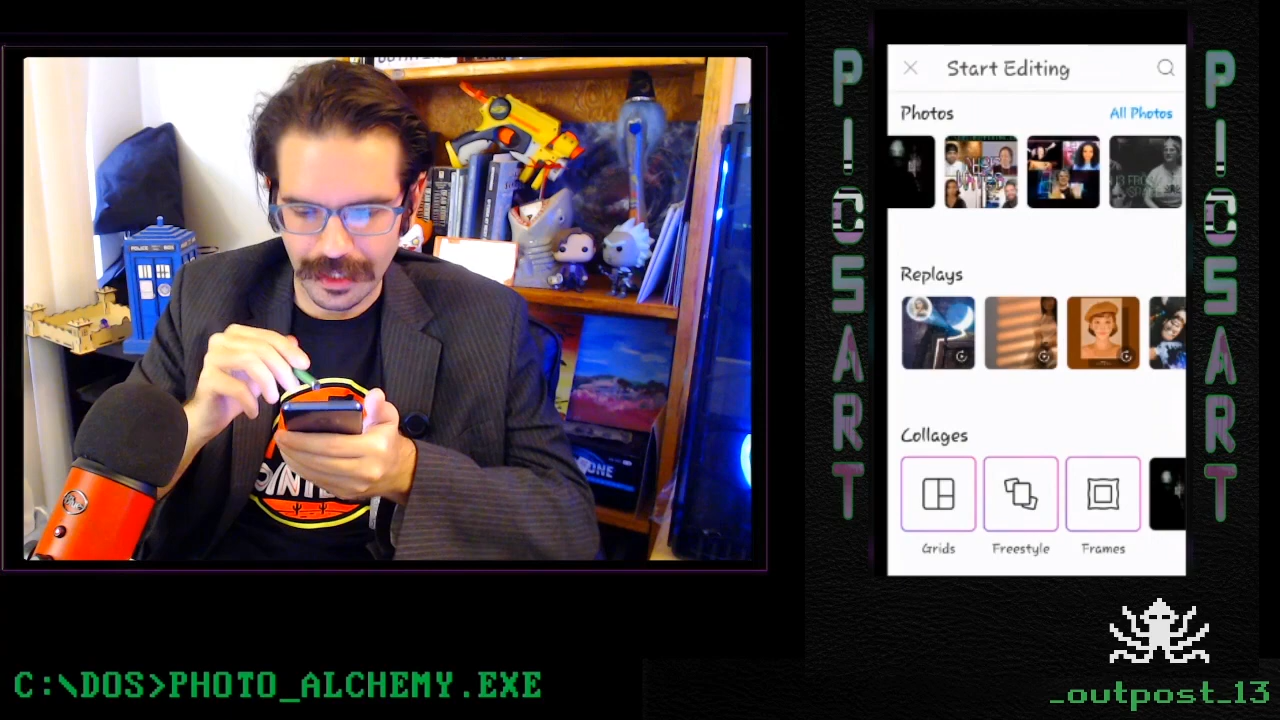 PICSART
Start Editing
Photos
All Photos
Replays
Collages
Grids
Freestyle
Frames
PICSART
C:\DOS>PHOTO_ALCHEMY.EXE
_outpost_13